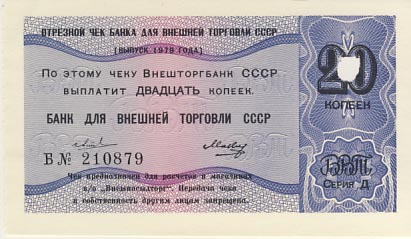 ОТРЕЗНОЙ ЧЕК БАНКА ДЛЯ ВНЕШНЕЙ ТОРГОВЛИ СССР
(ВЫПУСК 1979 ГОДА)
По этому чеку Внешторгбанк СССР
выплатит ДВАДЦАТЬ копеек.
БАНК ДЛЯ ВНЕШНЕЙ ТОРГОВЛИ СССР
Б № 210879
Чек предназначен для расчетов в магазинах
в/о „Внешпосылторг". Передача чека
в собственность другим лицам запрещена.
20
КОПЕЕК
БВТ
Серия Д